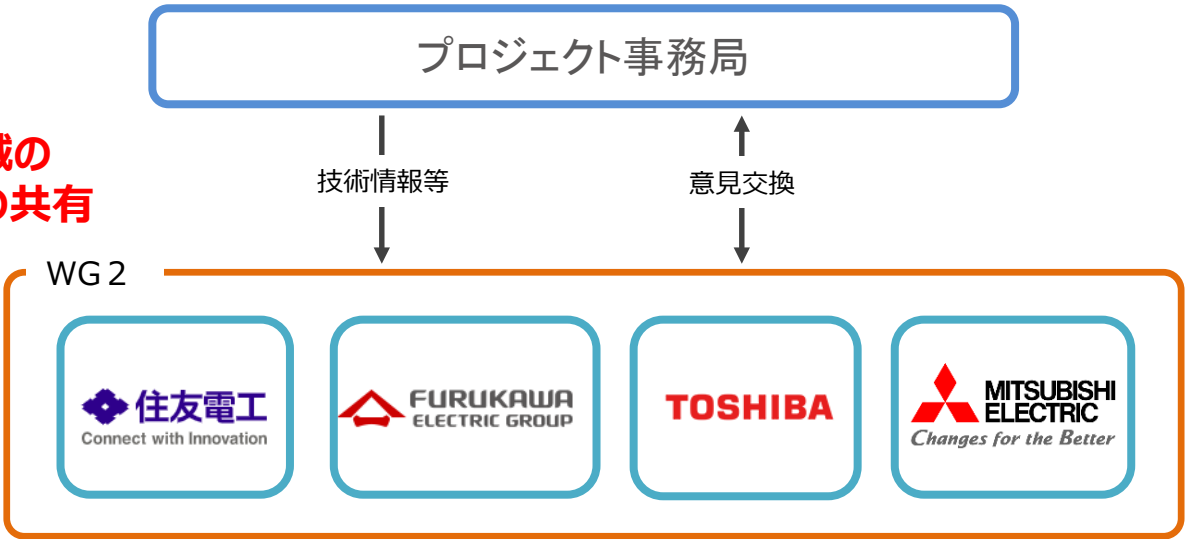 プロジェクト事務局
の
共有
技術情報等
意見交換
WG２
住友電工
Connect with Innovation
FURUKAWA
ELECTRIC GROUP
TOSHIBA
MITSUBISHI
ELECTRIC
Changes for the Better